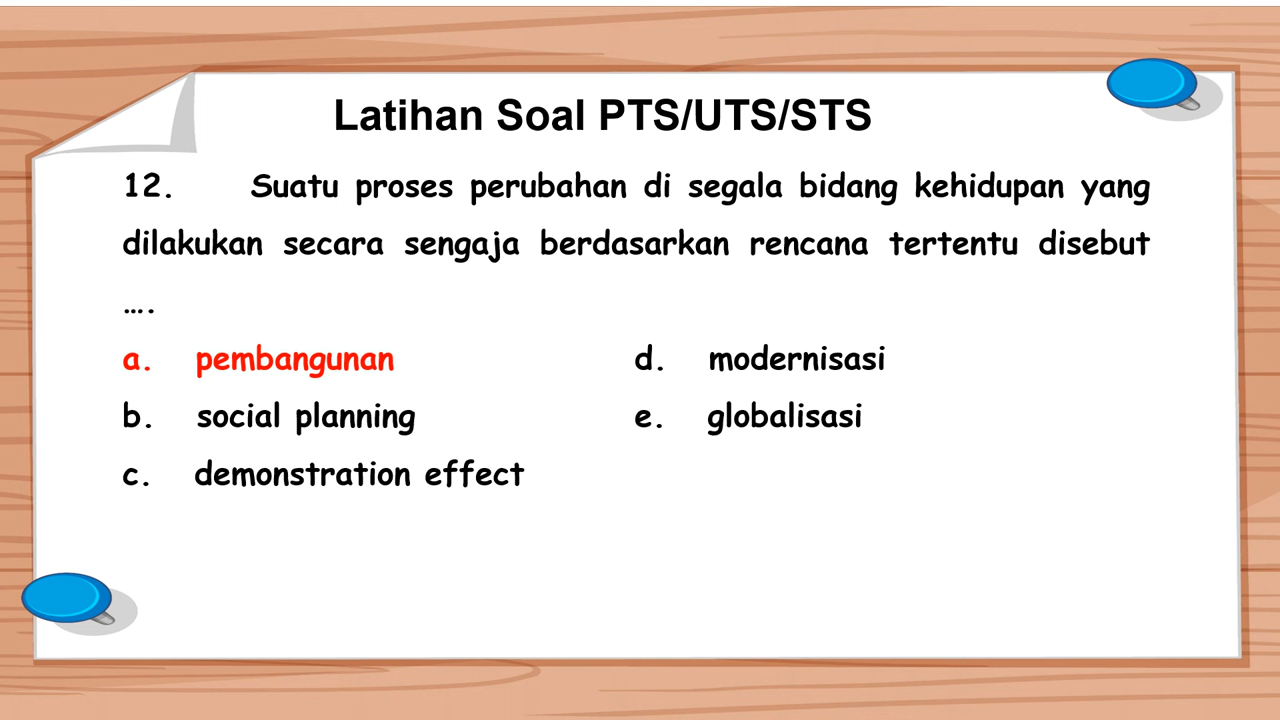 Latihan Soal PTS/UTS/STS
12. Suatu proses perubahan di segala bidang kehidupan yang
dilakukan secara sengaja berdasarkan rencana tertentu disebut
....
a. pembangunan
b. social planning
c. demonstration effect
d. modernisasi
e. globalisasi